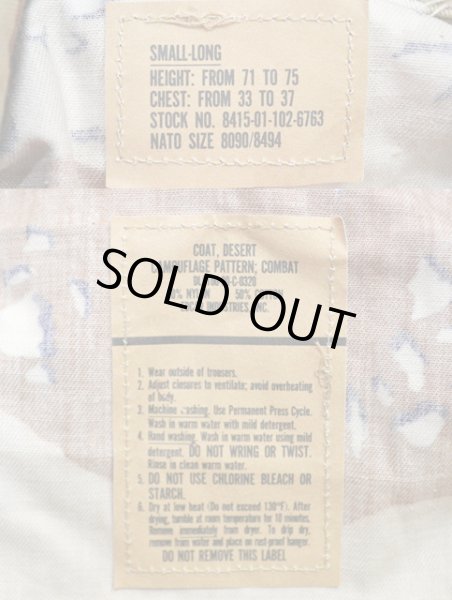 SMALL-LONG
HEIGHT: FROM 71 TO 75
CHEST: FROM 33 TO 37
STOCK NO. 8415-01-102-6763
NATO SIZE 8090/8494
COAT, DESERT
CAMOUFLAGE PATTERN; COMBAT
SOLD OUT
INDUSTRIES, INC.
1. Wear outside of trousers.
2. Adjust closures to ventilate; avoid overheating
of body.
3. Machine washing. Use Permanent Press Cycle.
Wash in warm water with mild detergent.
4. Hand washing. Wash in warm water using mild
detergent. DO NOT WRING OR TWIST.
Rinse in clean warm water.
5. DO NOT USE CHLORINE BLEACH OR
STARCH.
6. Dry at low heat (Do not exceed 130°F). After
drying, tumble at room temperature for 10 minutes.
Remove immediately from dryer. To drip dry,
remove from water and place on rust-proof hanger.
DO NOT REMOVE THIS LABEL